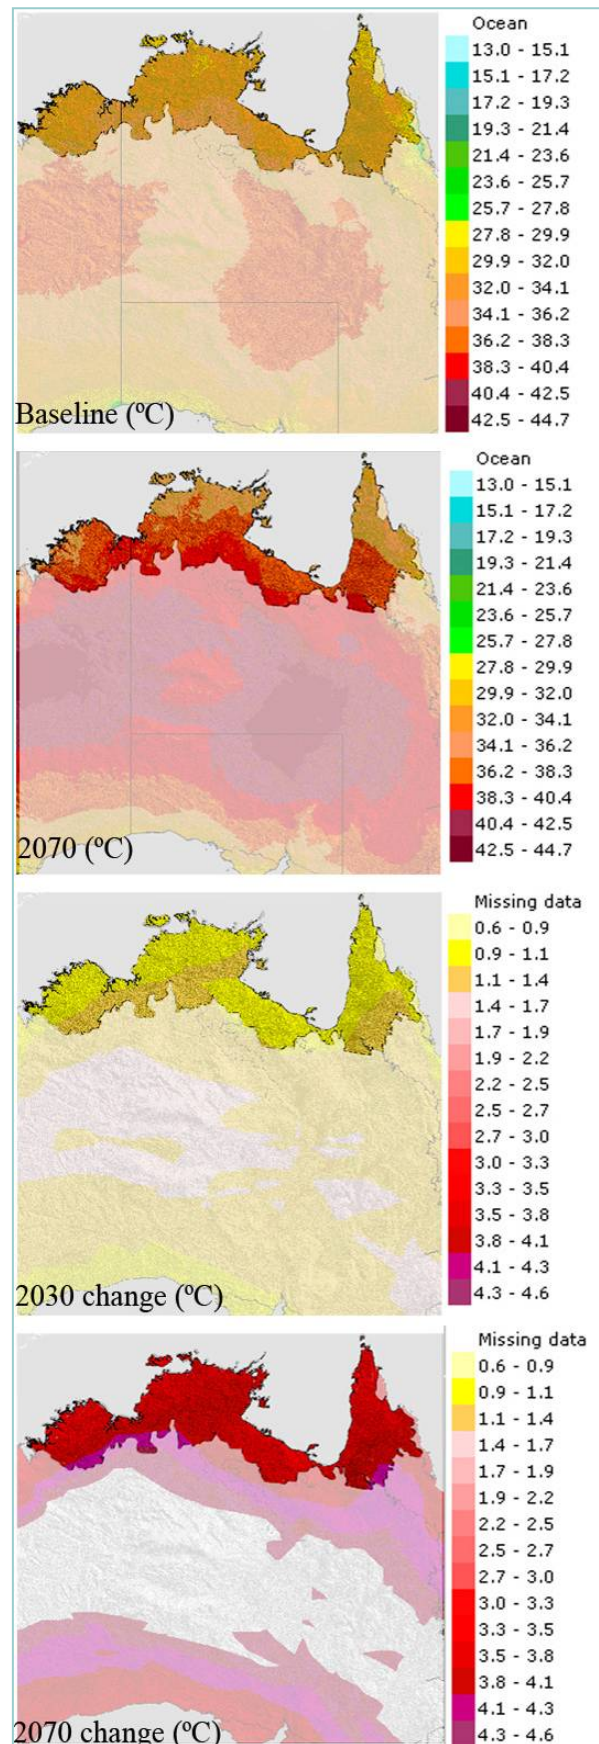 Ocean
13.0 - 15.1
15.1 - 17.2
17.2 - 19.3
19.3 - 21.4
21.4 - 23.6
23.6 - 25.7
25.7 - 27.8
27.8 - 29.9
29.9 - 32.0
32.0 - 34.1
34.1 - 36.2
36.2 - 38.3
38.3 - 40.4
40.4 - 42.5
42.5 - 44.7
Baseline (ºC)
Ocean
13.0 - 15.1
15.1 - 17.2
17.2 - 19.3
19.3 - 21.4
21.4 - 23.6
23.6 - 25.7
25.7 - 27.8
27.8 - 29.9
29.9 - 32.0
32.0 - 34.1
34.1 - 36.2
36.2 - 38.3
38.3 - 40.4
40.4 - 42.5
42.5 - 44.7
2070 (ºC)
Missing data
0.6 - 0.9
0.9 - 1.1
1.1 - 1.4
1.4 - 1.7
1.7 - 1.9
1.9 - 2.2
2.2 - 2.5
2.5 - 2.7
2.7 - 3.0
3.0 - 3.3
3.3 - 3.5
3.5 - 3.8
3.8 - 4.1
4.1 - 4.3
4.3 - 4.6
2030 change (ºC)
Missing data
0.6 - 0.9
0.9 - 1.1
1.1 - 1.4
1.4 - 1.7
1.7 - 1.9
1.9 - 2.2
2.2 - 2.5
2.5 - 2.7
2.7 - 3.0
3.0 - 3.3
3.3 - 3.5
3.5 - 3.8
3.8 - 4.1
4.1 - 4.3
4.3 - 4.6
2070 change (ºC)